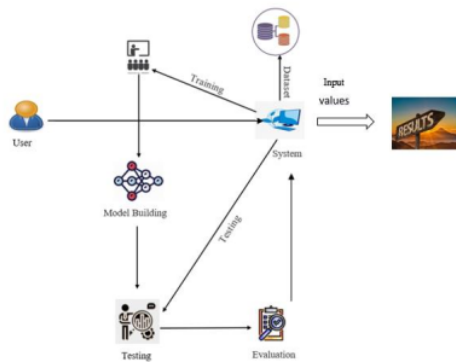 Dataset
Training
Input
values
RESULTS
User
System
Model Building
Testing
Testing
Evaluation